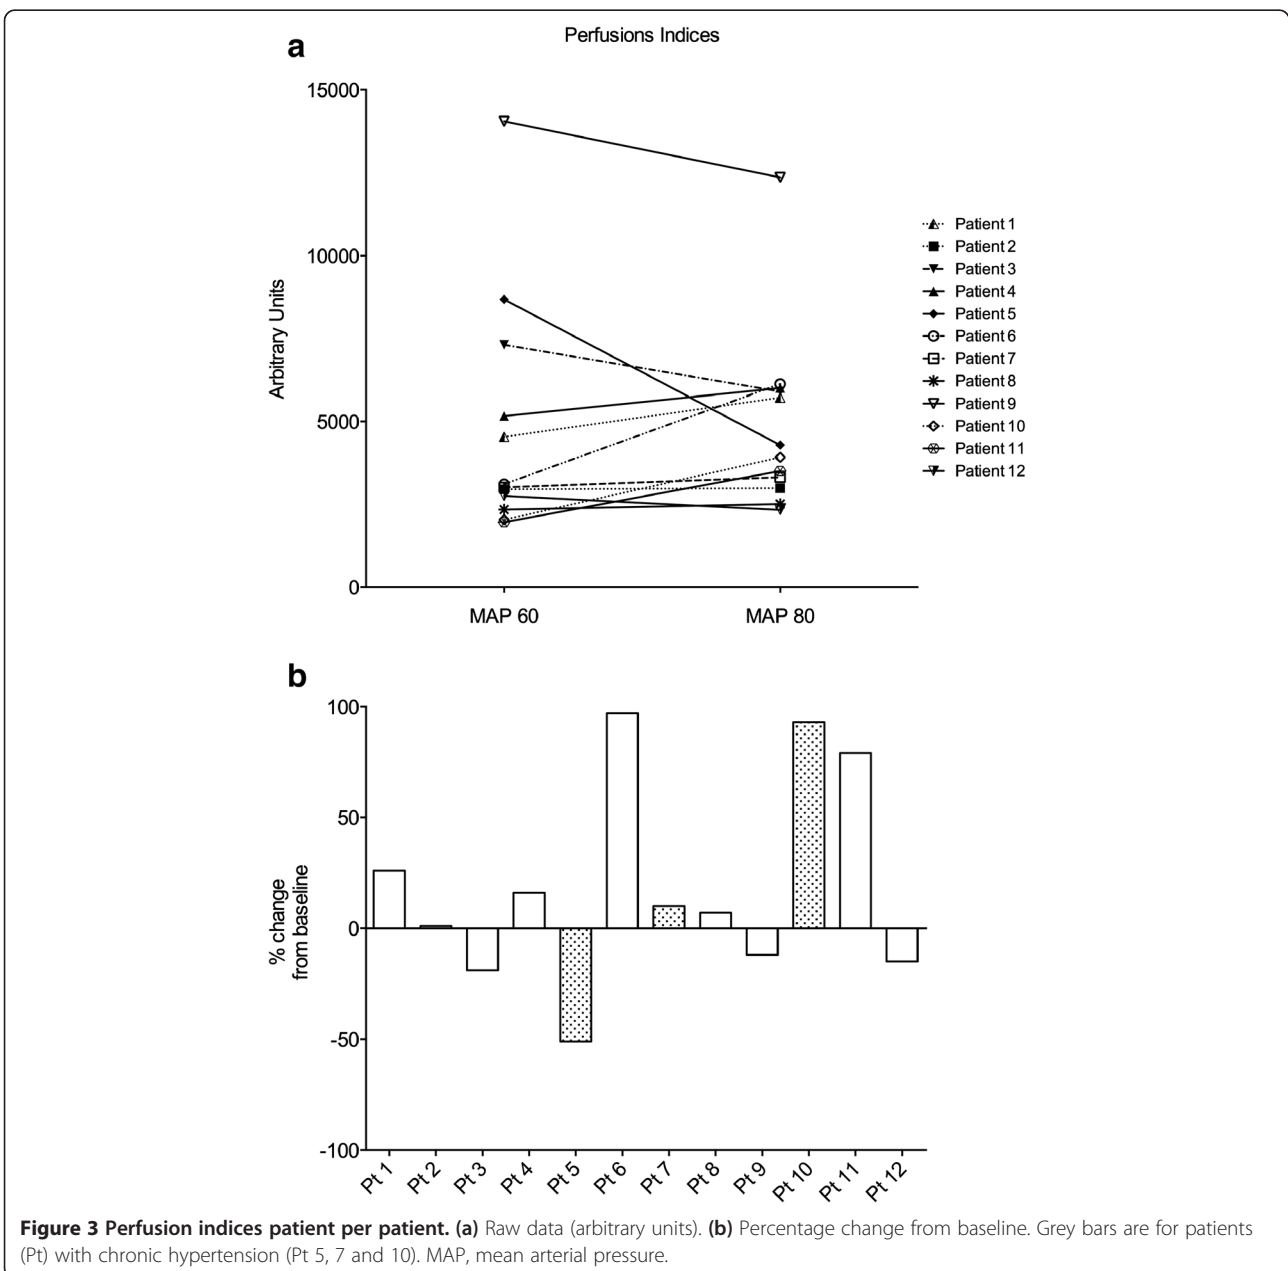 a
Perfusions Indices
15000
10000
5000
0
Arbitrary Units
MAP 60
MAP 80
Patient 1
Patient 2
Patient 3
Patient 4
Patient 5
Patient 6
Patient 7
Patient 8
Patient 9
Patient 10
Patient 11
Patient 12
b
100
50
0
-50
-100
% change
from baseline
Pt 1
Pt 2
Pt 3
Pt 4
Pt 5
Pt 6
Pt 7
Pt 8
Pt 9
Pt 10
Pt 11
Pt 12
Figure 3 Perfusion indices patient per patient. (a) Raw data (arbitrary units). (b) Percentage change from baseline. Grey bars are for patients
(Pt) with chronic hypertension (Pt 5, 7 and 10). MAP, mean arterial pressure.